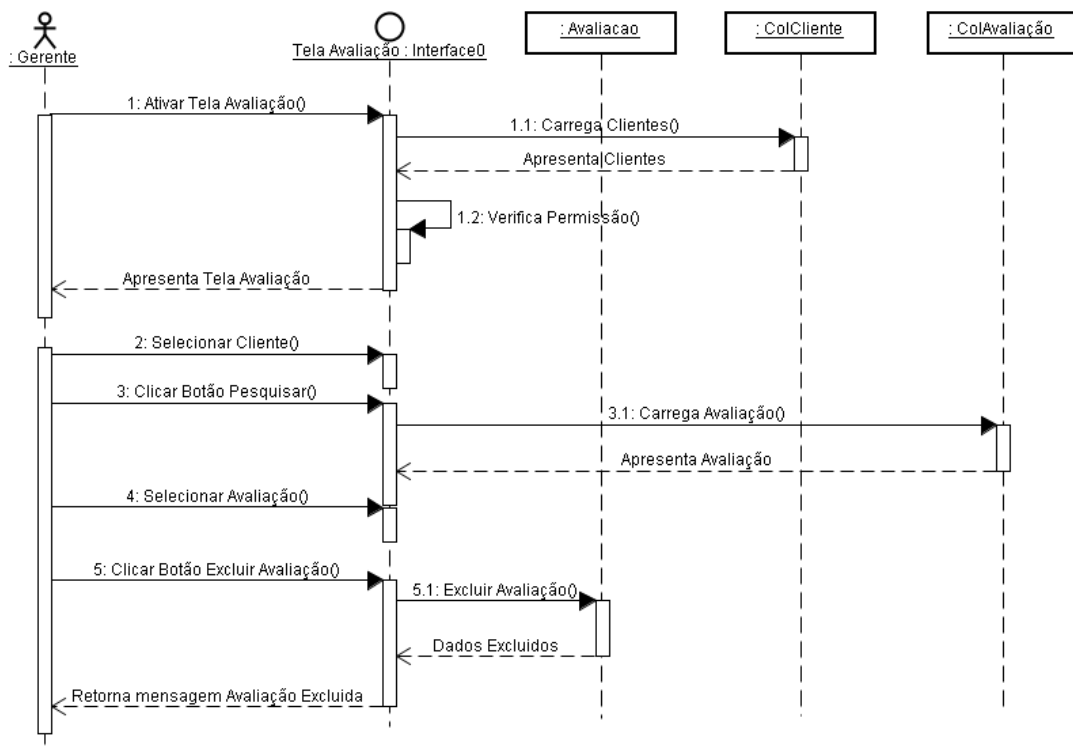 : Gerente
Tela Avaliação : Interface0
: Avaliacao
: ColCliente
: ColAvaliação
1: Ativar Tela Avaliação()
1.1: Carrega Clientes()
Apresenta Clientes
1.2: Verifica Permissão()
Apresenta Tela Avaliação
2: Selecionar Cliente()
3: Clicar Botão Pesquisar()
3.1: Carrega Avaliação()
Apresenta Avaliação
4: Selecionar Avaliação()
5: Clicar Botão Excluir Avaliação()
5.1: Excluir Avaliação()
Dados Excluidos
Retorna mensagem Avaliação Excluida